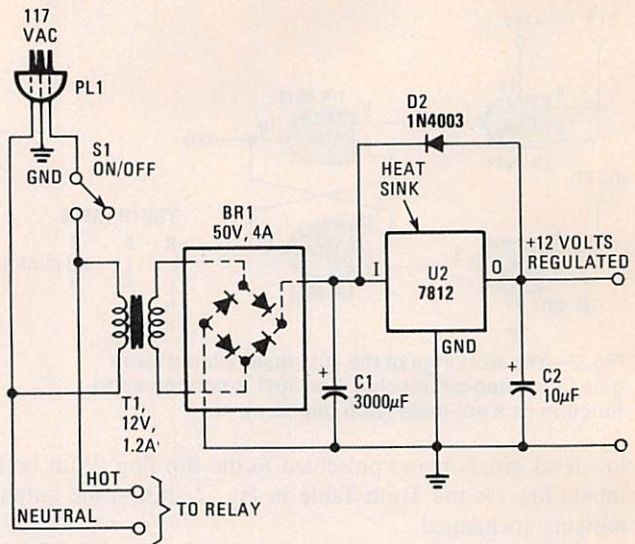 117
VAC
PL1
GND
S1
ON/OFF
D2
1N4003
HEAT
SINK
BR1
50V, 4A
I
U2
7812
O
GND
+12 VOLTS
REGULATED
+
C1
3000µF
+
C2
10µF
T1,
12V,
1.2A
HOT
NEUTRAL
TO RELAY